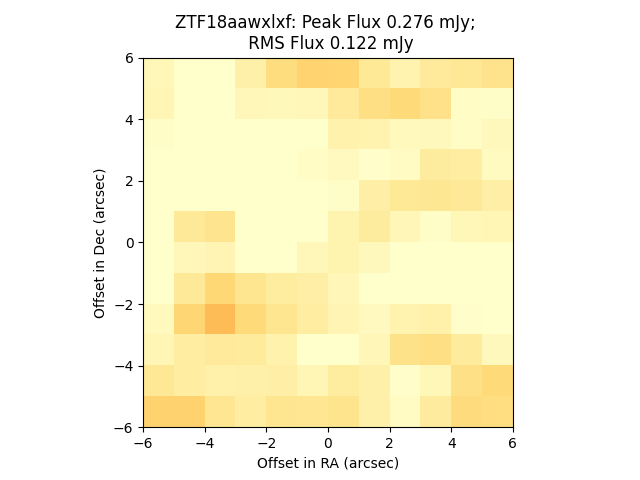 ZTF18aawxlxf: Peak Flux 0.276 mJy;
RMS Flux 0.122 mJy
6
4
2
0
−2
−4
−6
Offset in Dec (arcsec)
−6 −4 −2 0 2 4 6
Offset in RA (arcsec)